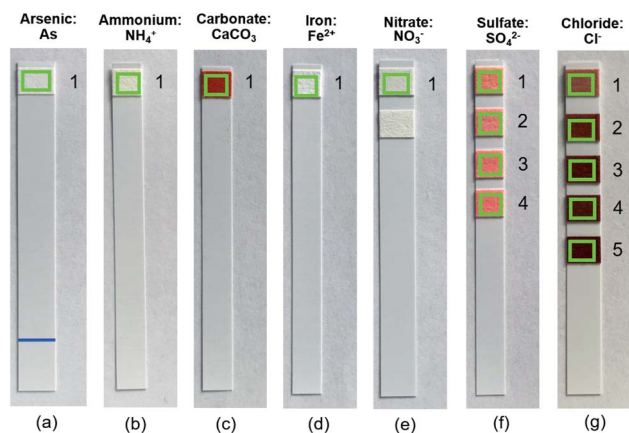 Arsenic:
As
Ammonium:
NH₄⁺
Carbonate:
CaCO₃
Iron:
Fe²⁺
Nitrate:
NO₃⁻
Sulfate:
SO₄²⁻
Chloride:
Cl⁻
1
1
1
1
1
1
2
3
4
1
2
3
4
5
(a)
(b)
(c)
(d)
(e)
(f)
(g)